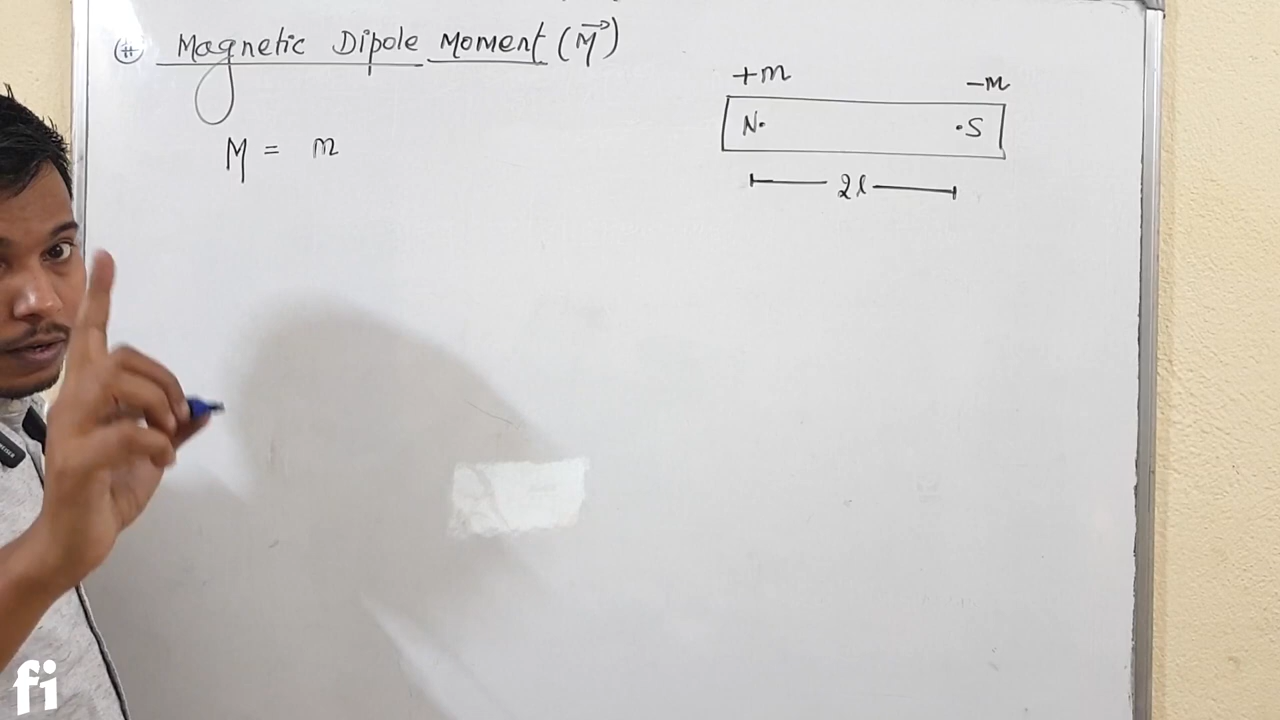 # Magnetic Dipole Moment (M⃗)
+m -m
N. .S
M = m
2l
fi